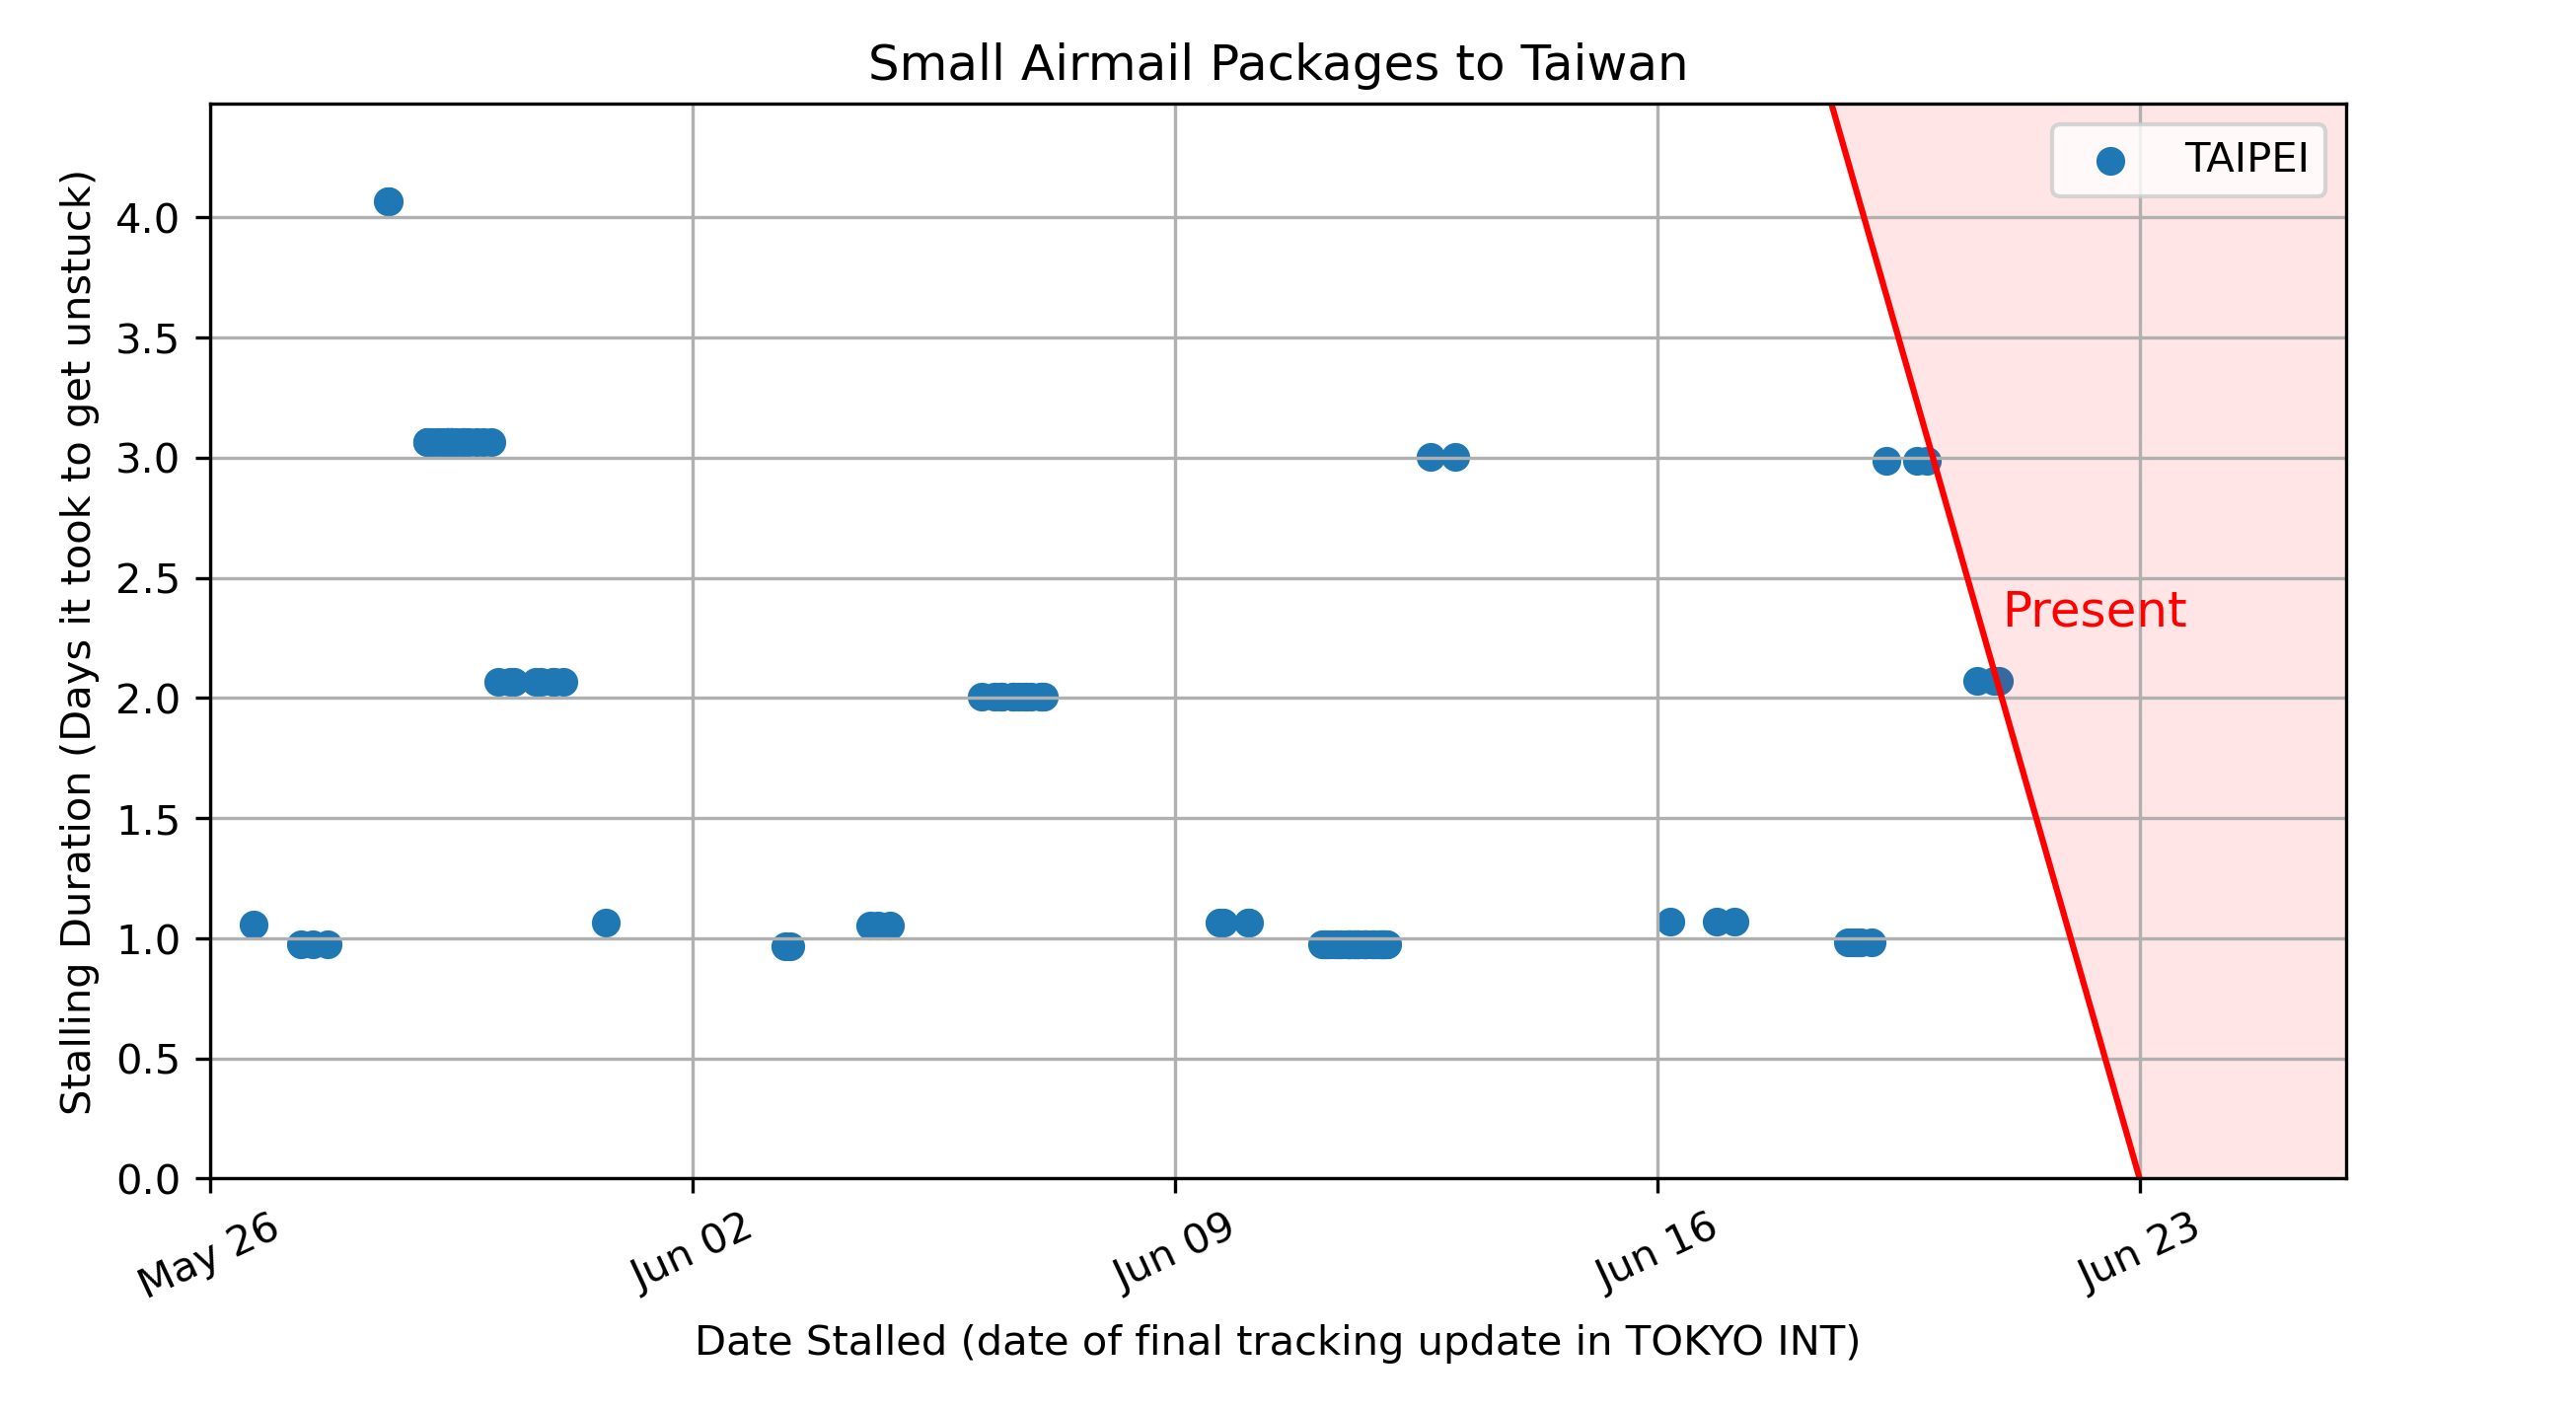 Small Airmail Packages to Taiwan
TAIPEI
Stalling Duration (Days it took to get unstuck)
4.0
3.5
3.0
2.5
2.0
1.5
1.0
0.5
0.0
Present
May 26
Jun 02
Jun 09
Jun 16
Jun 23
Date Stalled (date of final tracking update in TOKYO INT)